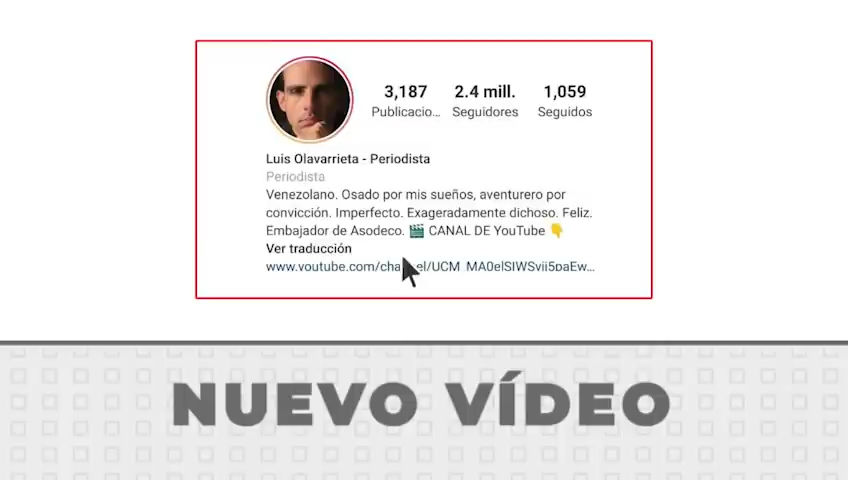 3,187 2.4 mill. 1,059
Publicacio... Seguidores Seguidos
Luis Olavarrieta - Periodista
Periodista
Venezolano. Osado por mis sueños, aventurero por
convicción. Imperfecto. Exageradamente dichoso. Feliz.
Embajador de Asodeco. 🎬 CANAL DE YouTube 👇
Ver traducción
NUEVO VÍDEO